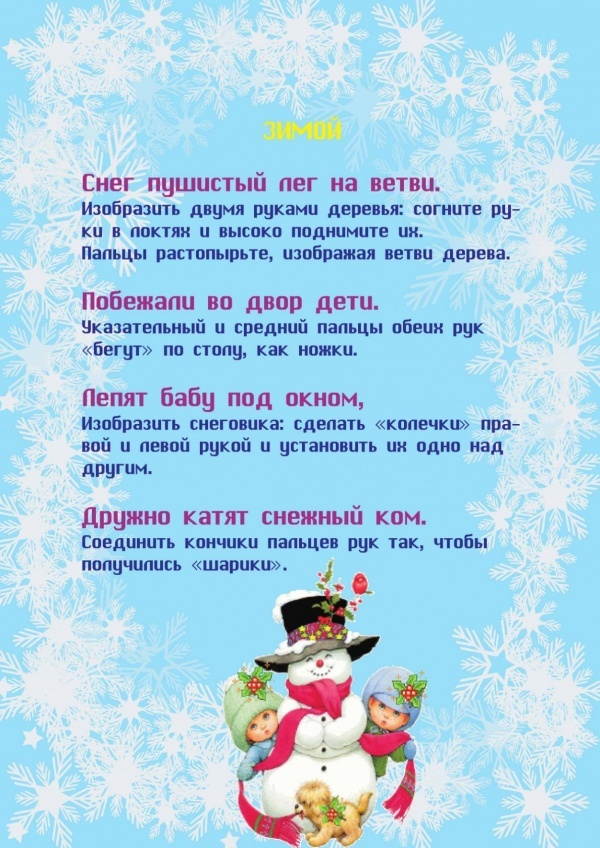 ЗИМОЙ
Снег пушистый лег на ветви.
Изобразить двумя руками деревья: согните ру-
ки в локтях и высоко поднимите их.
Пальцы растопырьте, изображая ветви дерева.
Побежали во двор дети.
Указательный и средний пальцы обеих рук
«бегут» по столу, как ножки.
Лепят бабу под окном,
Изобразить снеговика: сделать «колечки» пра-
вой и левой рукой и установить их одно над
другим.
Дружно катят снежный ком.
Соединить кончики пальцев рук так, чтобы
получились «шарики».